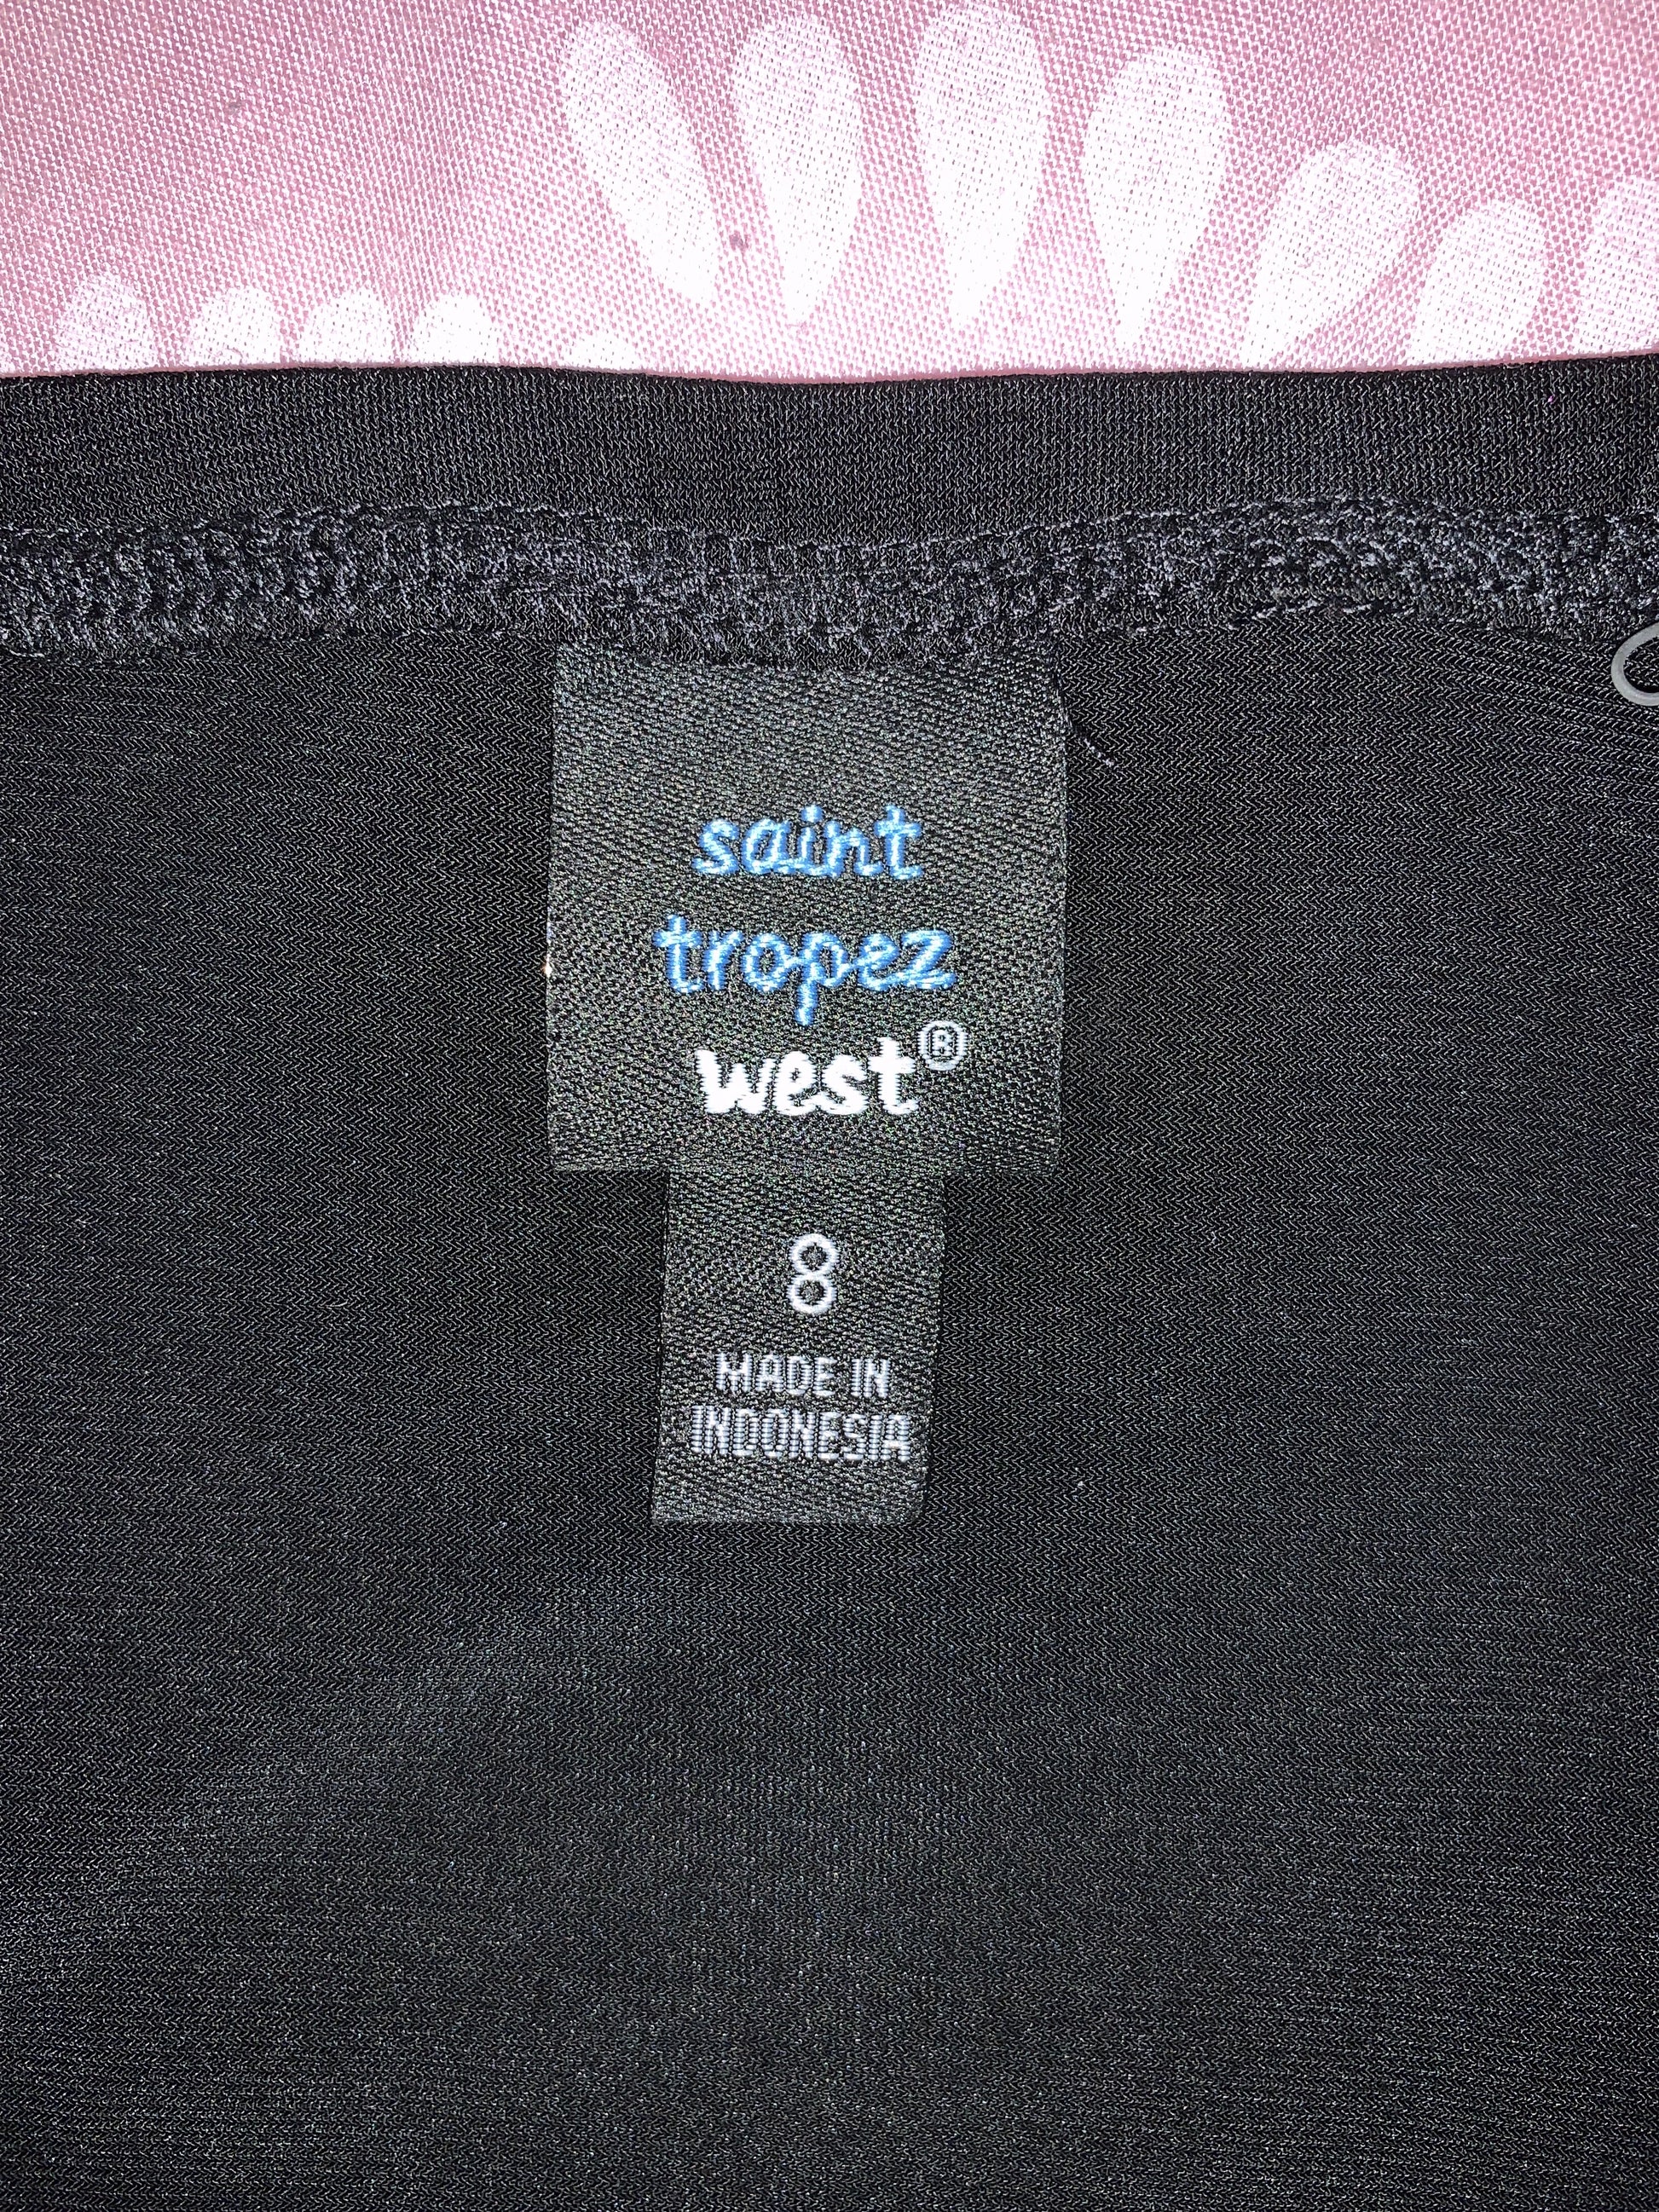 saint
tropez
west®
8
MADE IN
INDONESIA